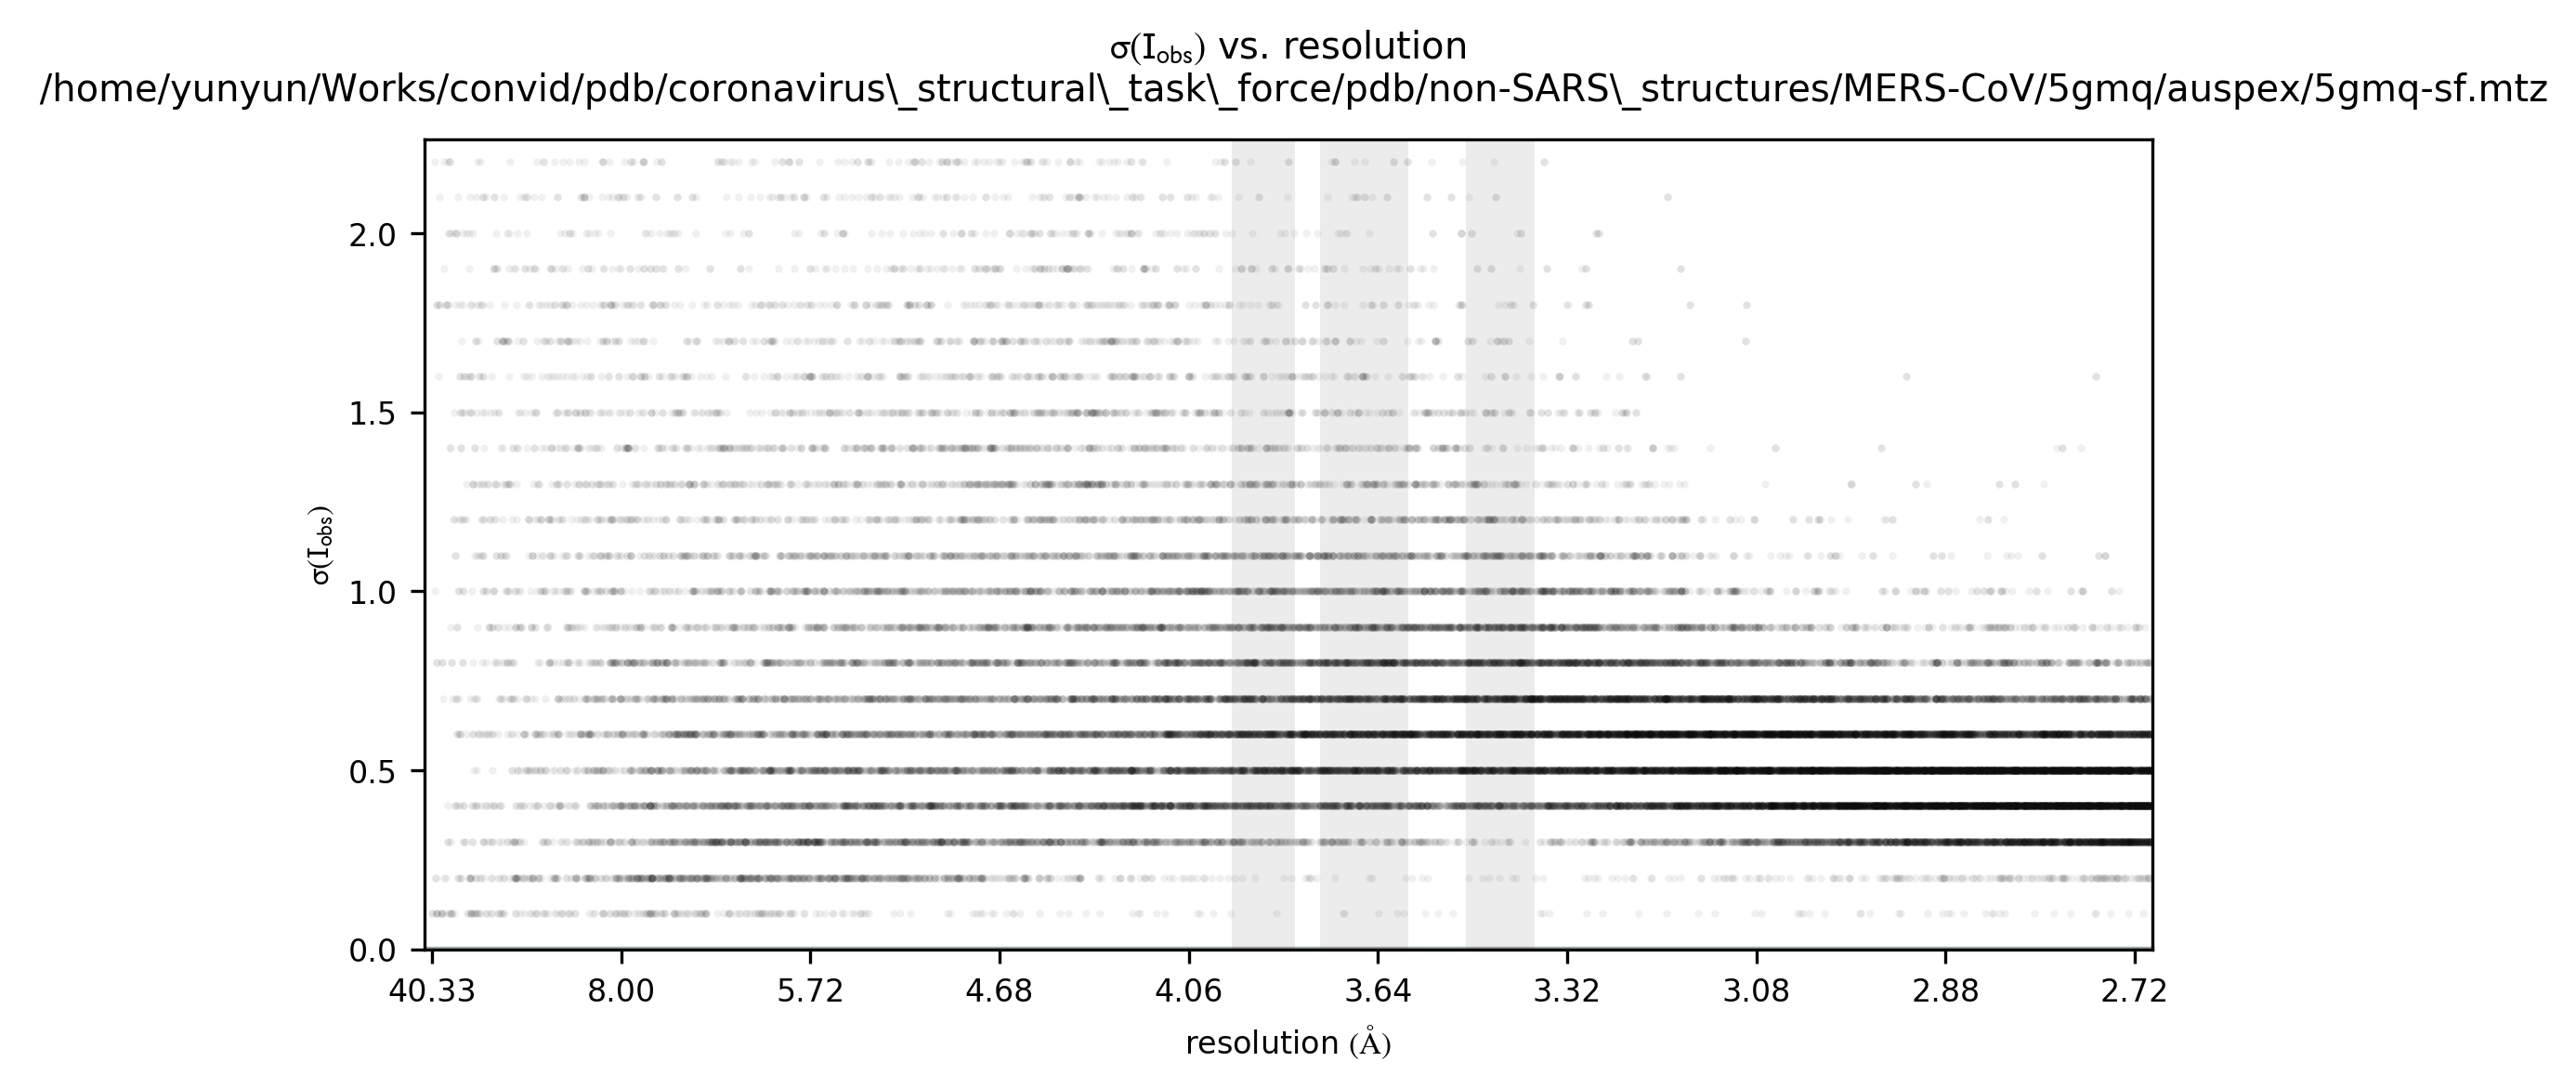 σ(I_obs) vs. resolution
/home/yunyun/Works/convid/pdb/coronavirus\_structural\_task\_force/pdb/non-SARS\_structures/MERS-CoV/5gmq/auspex/5gmq-sf.mtz
2.0
1.5
σ(I_obs)
1.0
0.5
0.0
40.33 8.00 5.72 4.68 4.06 3.64 3.32 3.08 2.88 2.72
resolution (Å)